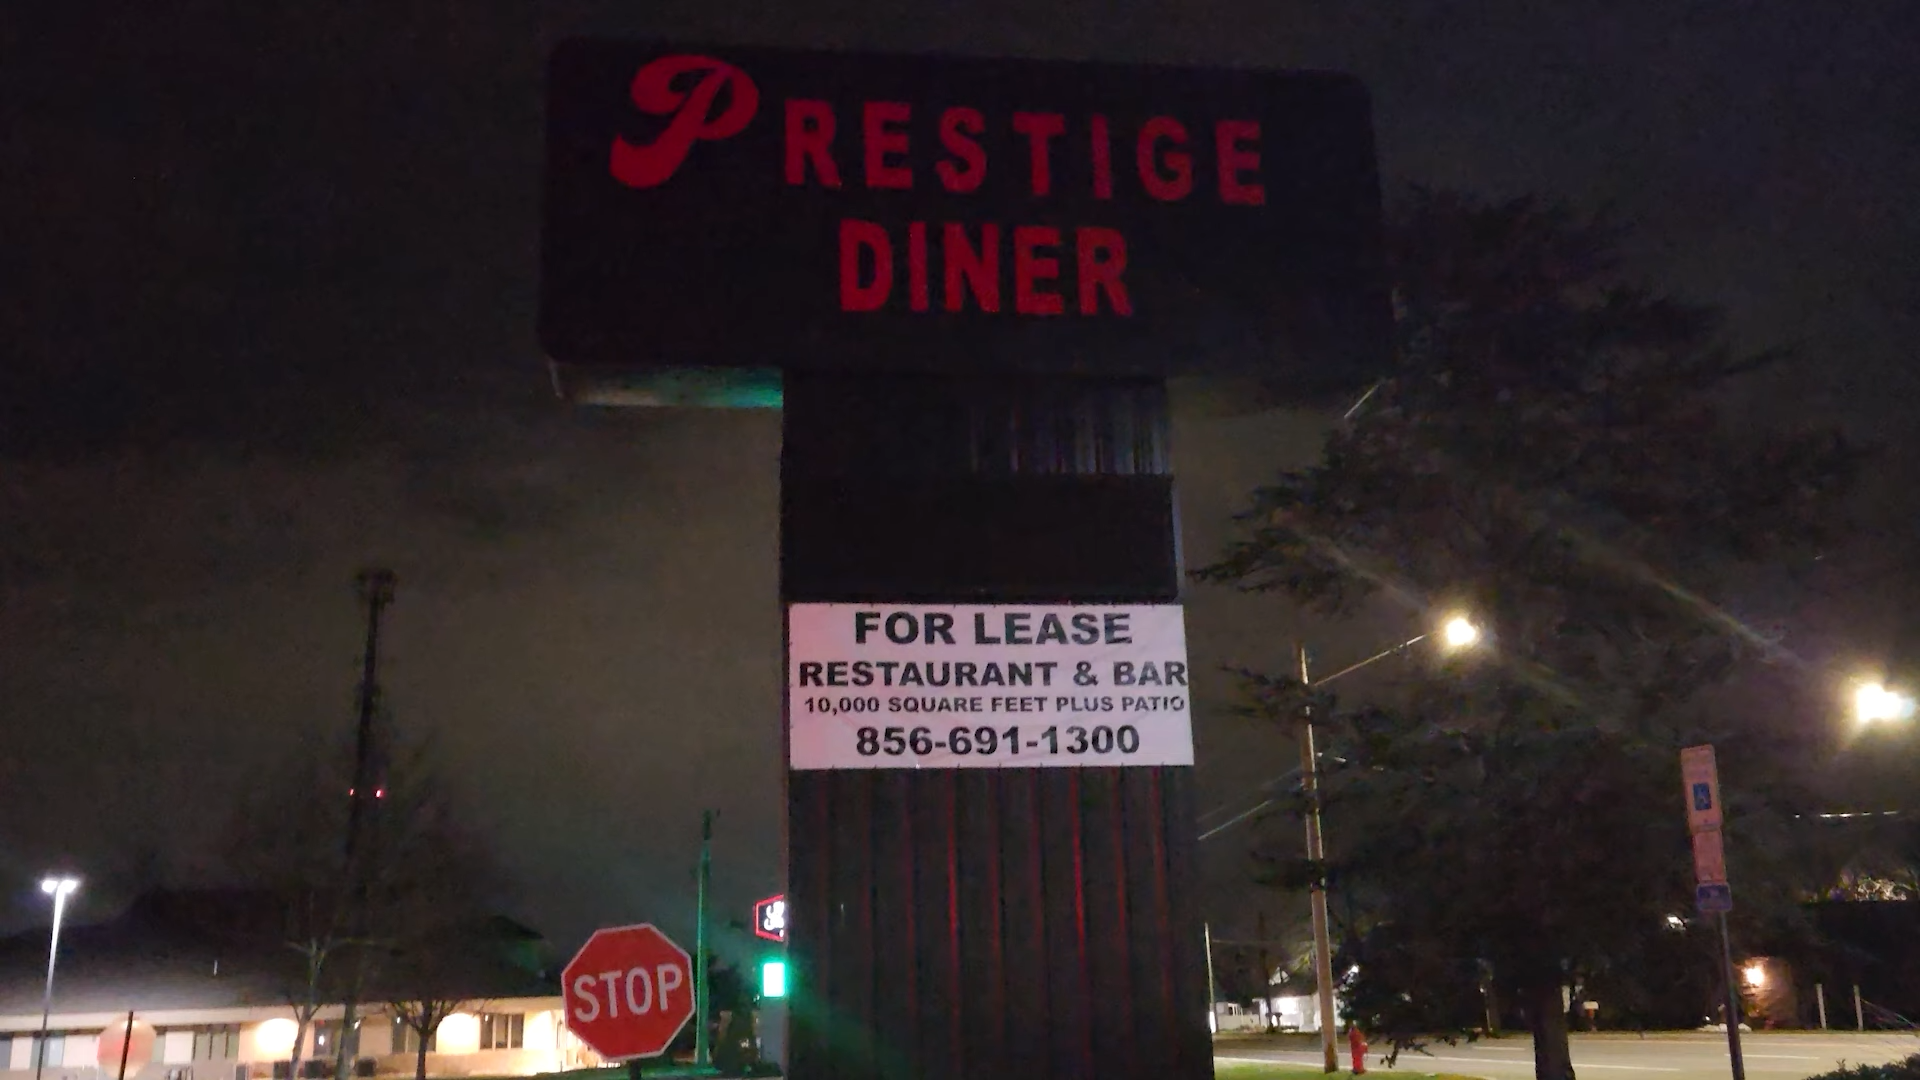 PRESTIGE
DINER
FOR LEASE
RESTAURANT & BAR
10,000 SQUARE FEET PLUS PATIO
856-691-1300
STOP